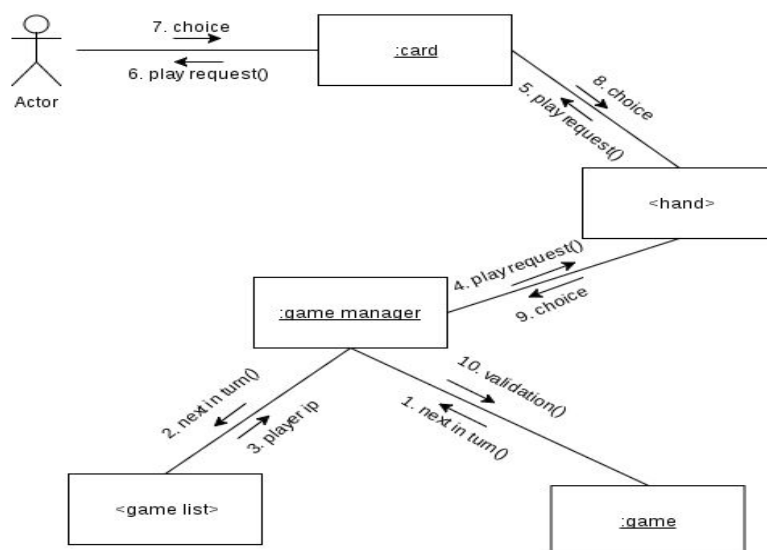 7. choice
:card
6. play request()
Actor
8. choice
5. play request()
<hand>
4. play request()
9. choice
:game manager
10. validation()
1. next in turn()
2. next in turn()
3. player ip
<game list>
:game